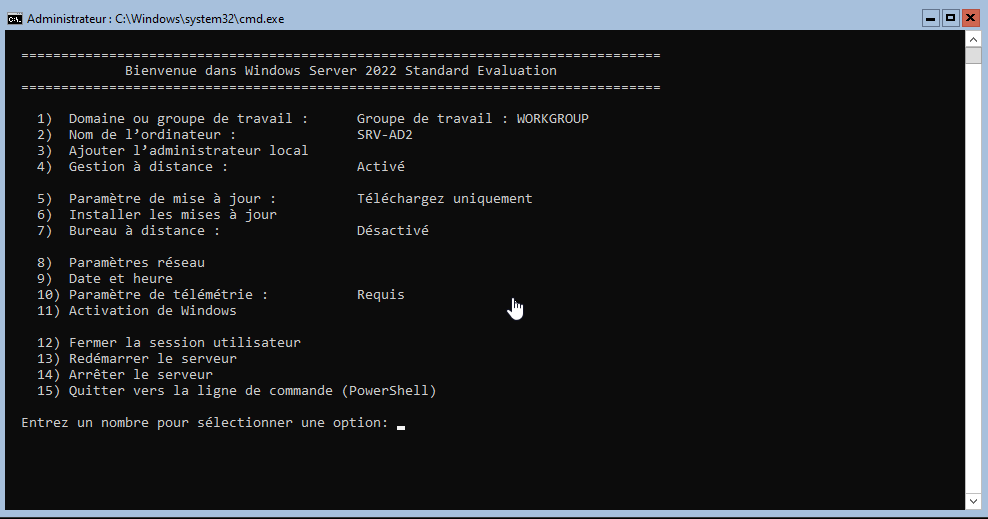 Administrateur : C:\Windows\system32\cmd.exe
================================================================================
Bienvenue dans Windows Server 2022 Standard Evaluation
================================================================================
1) Domaine ou groupe de travail : Groupe de travail : WORKGROUP
2) Nom de l’ordinateur : SRV-AD2
3) Ajouter l’administrateur local
4) Gestion à distance : Activé
5) Paramètre de mise à jour : Téléchargez uniquement
6) Installer les mises à jour
7) Bureau à distance : Désactivé
8) Paramètres réseau
9) Date et heure
10) Paramètre de télémétrie : Requis
11) Activation de Windows
12) Fermer la session utilisateur
13) Redémarrer le serveur
14) Arrêter le serveur
15) Quitter vers la ligne de commande (PowerShell)
Entrez un nombre pour sélectionner une option: